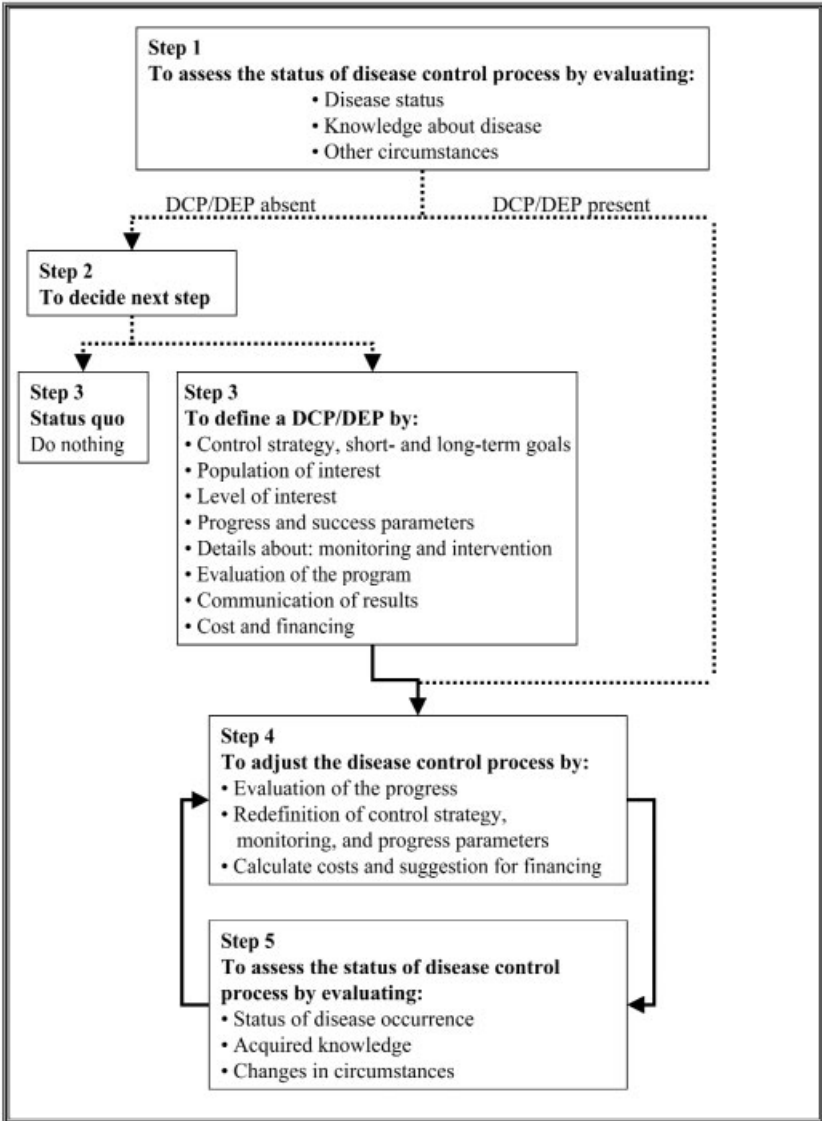 Step 1
To assess the status of disease control process by evaluating:
• Disease status
• Knowledge about disease
• Other circumstances
DCP/DEP absent
DCP/DEP present
Step 2
To decide next step
Step 3
Status quo
Do nothing
Step 3
To define a DCP/DEP by:
• Control strategy, short- and long-term goals
• Population of interest
• Level of interest
• Progress and success parameters
• Details about: monitoring and intervention
• Evaluation of the program
• Communication of results
• Cost and financing
Step 4
To adjust the disease control process by:
• Evaluation of the progress
• Redefinition of control strategy,
monitoring, and progress parameters
• Calculate costs and suggestion for financing
Step 5
To assess the status of disease control
process by evaluating:
• Status of disease occurrence
• Acquired knowledge
• Changes in circumstances